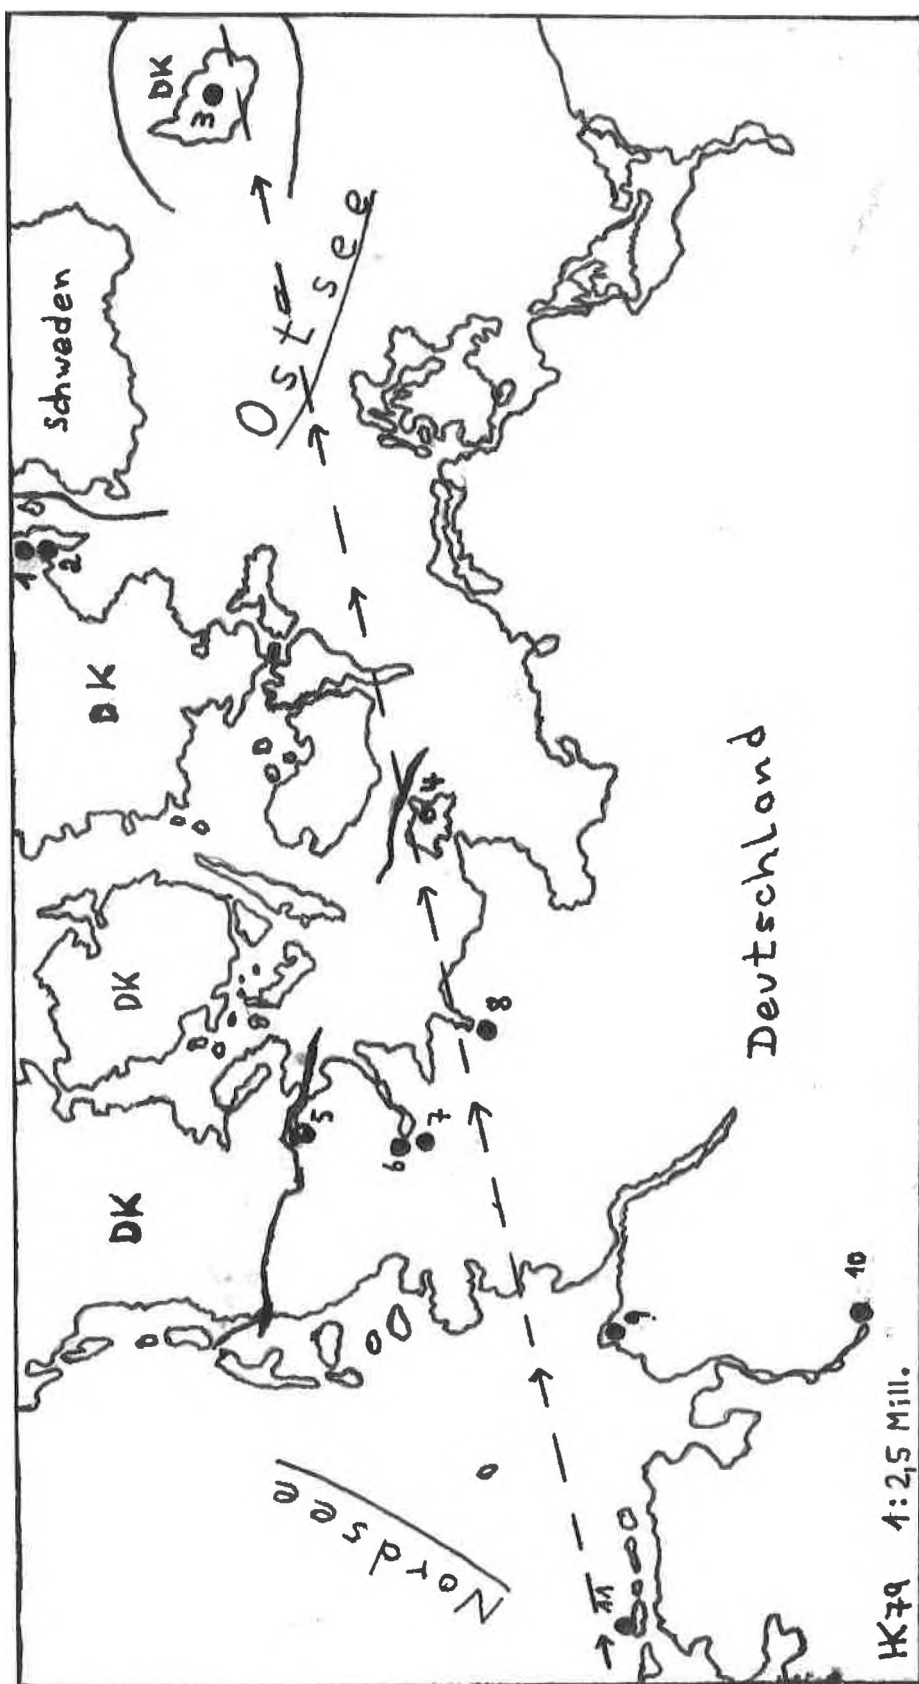 1
2
Schweden
DK
DK
DK
DK
3
Ostsee
5
Nordsee
6
4
7
8
11
9
Deutschland
10
HK79 1:2,5 Mill.